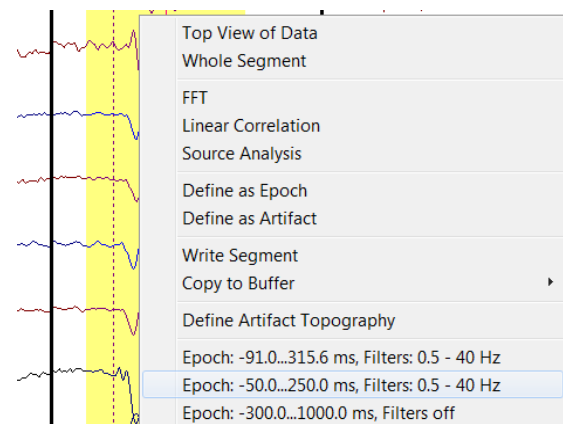 Top View of Data
Whole Segment
FFT
Linear Correlation
Source Analysis
Define as Epoch
Define as Artifact
Write Segment
Copy to Buffer
Define Artifact Topography
Epoch: -91.0...315.6 ms, Filters: 0.5 - 40 Hz
Epoch: -50.0...250.0 ms, Filters: 0.5 - 40 Hz
Epoch: -300.0...1000.0 ms, Filters off